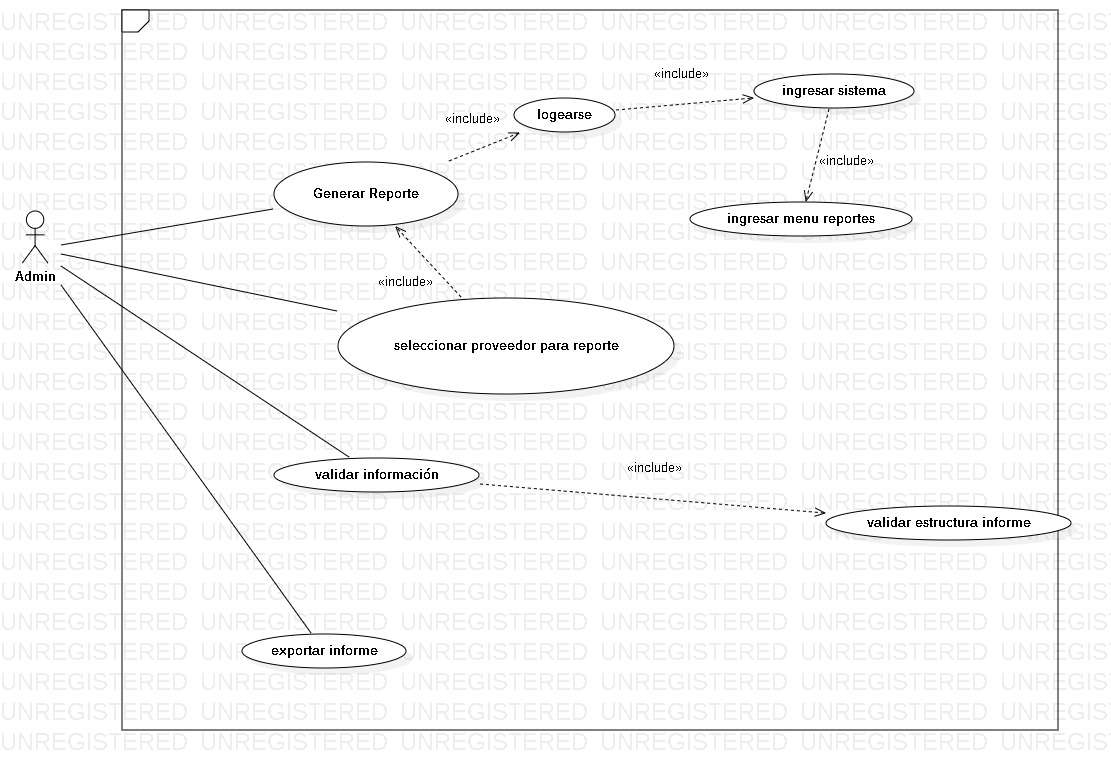 «include»
ingresar sistema
«include»
logearse
«include»
ingresar menu reportes
Generar Reporte
Admin
«include»
seleccionar proveedor para reporte
«include»
validar información
validar estructura informe
exportar informe
UNREGISTERED